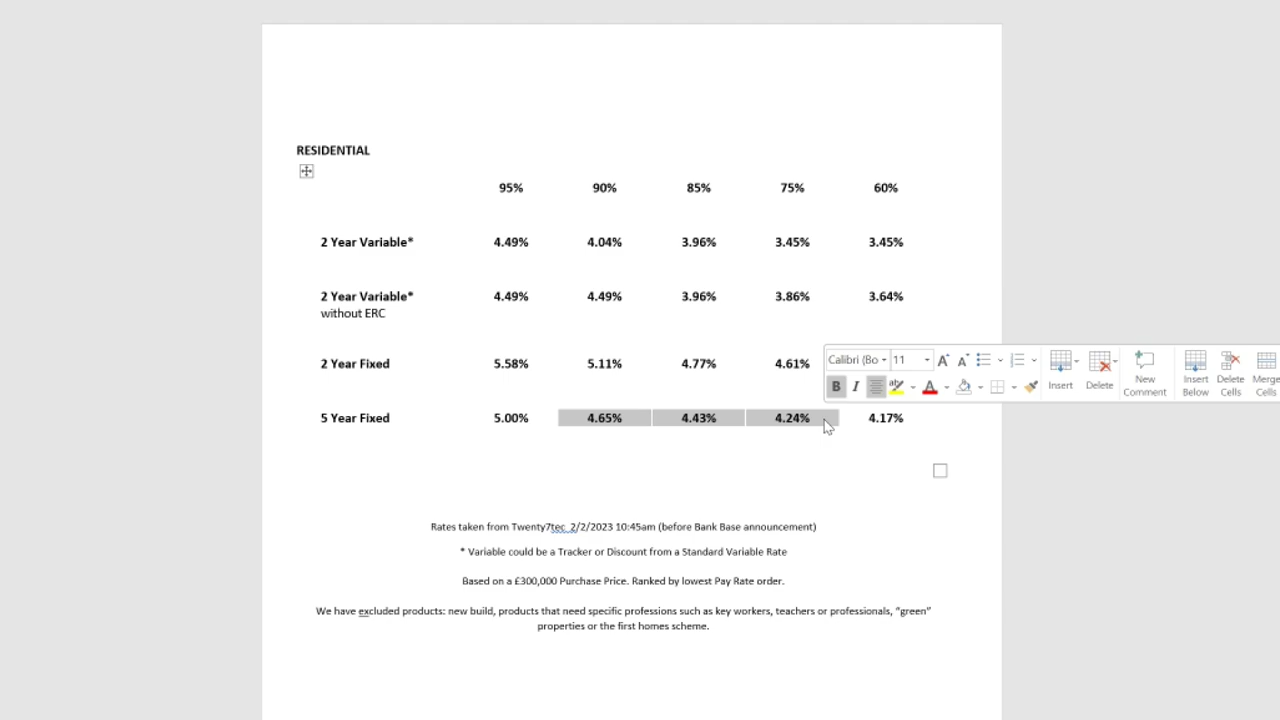 RESIDENTIAL
95% 90% 85% 75% 60%
2 Year Variable* 4.49% 4.04% 3.96% 3.45% 3.45%
2 Year Variable* 4.49% 4.49% 3.96% 3.86% 3.64%
without ERC
2 Year Fixed 5.58% 5.11% 4.77% 4.61%
Calibri (Bo 11
B I A Insert Delete New Comment Insert Below Delete Cells Merge Cells
5 Year Fixed 5.00% 4.65% 4.43% 4.24% 4.17%
Rates taken from Twenty7tec 2/2/2023 10:45am (before Bank Base announcement)
* Variable could be a Tracker or Discount from a Standard Variable Rate
Based on a £300,000 Purchase Price. Ranked by lowest Pay Rate order.
We have excluded products: new build, products that need specific professions such as key workers, teachers or professionals, “green”
properties or the first homes scheme.